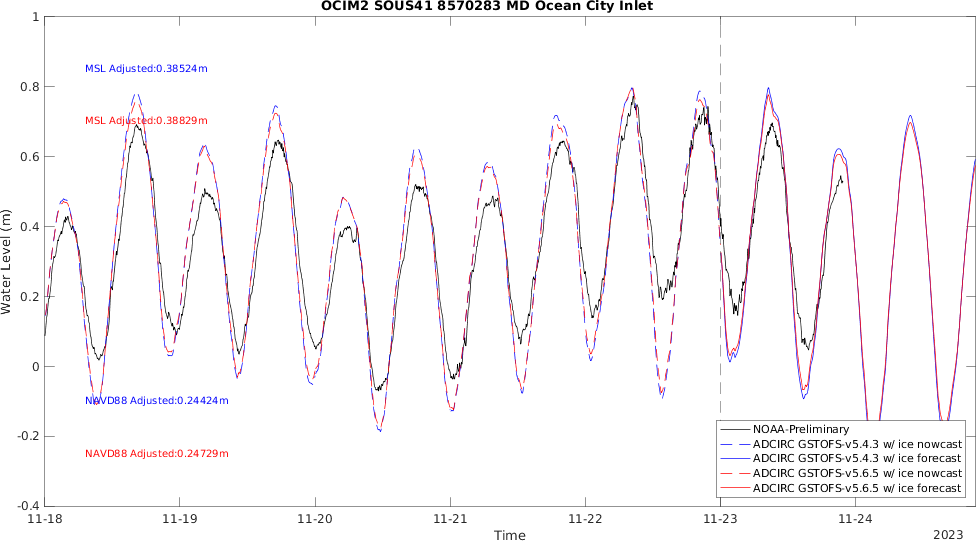 OCIM2 SOUS41 8570283 MD Ocean City Inlet
1
0.8
0.6
0.4
0.2
0
-0.2
-0.4
Water Level (m)
MSL Adjusted:0.38524m
MSL Adjusted:0.38829m
NAVD88 Adjusted:0.24424m
NAVD88 Adjusted:0.24729m
NOAA-Preliminary
ADCIRC GSTOFS-v5.4.3 w/ ice nowcast
ADCIRC GSTOFS-v5.4.3 w/ ice forecast
ADCIRC GSTOFS-v5.6.5 w/ ice nowcast
ADCIRC GSTOFS-v5.6.5 w/ ice forecast
11-18 11-19 11-20 11-21 11-22 11-23 11-24
Time
2023